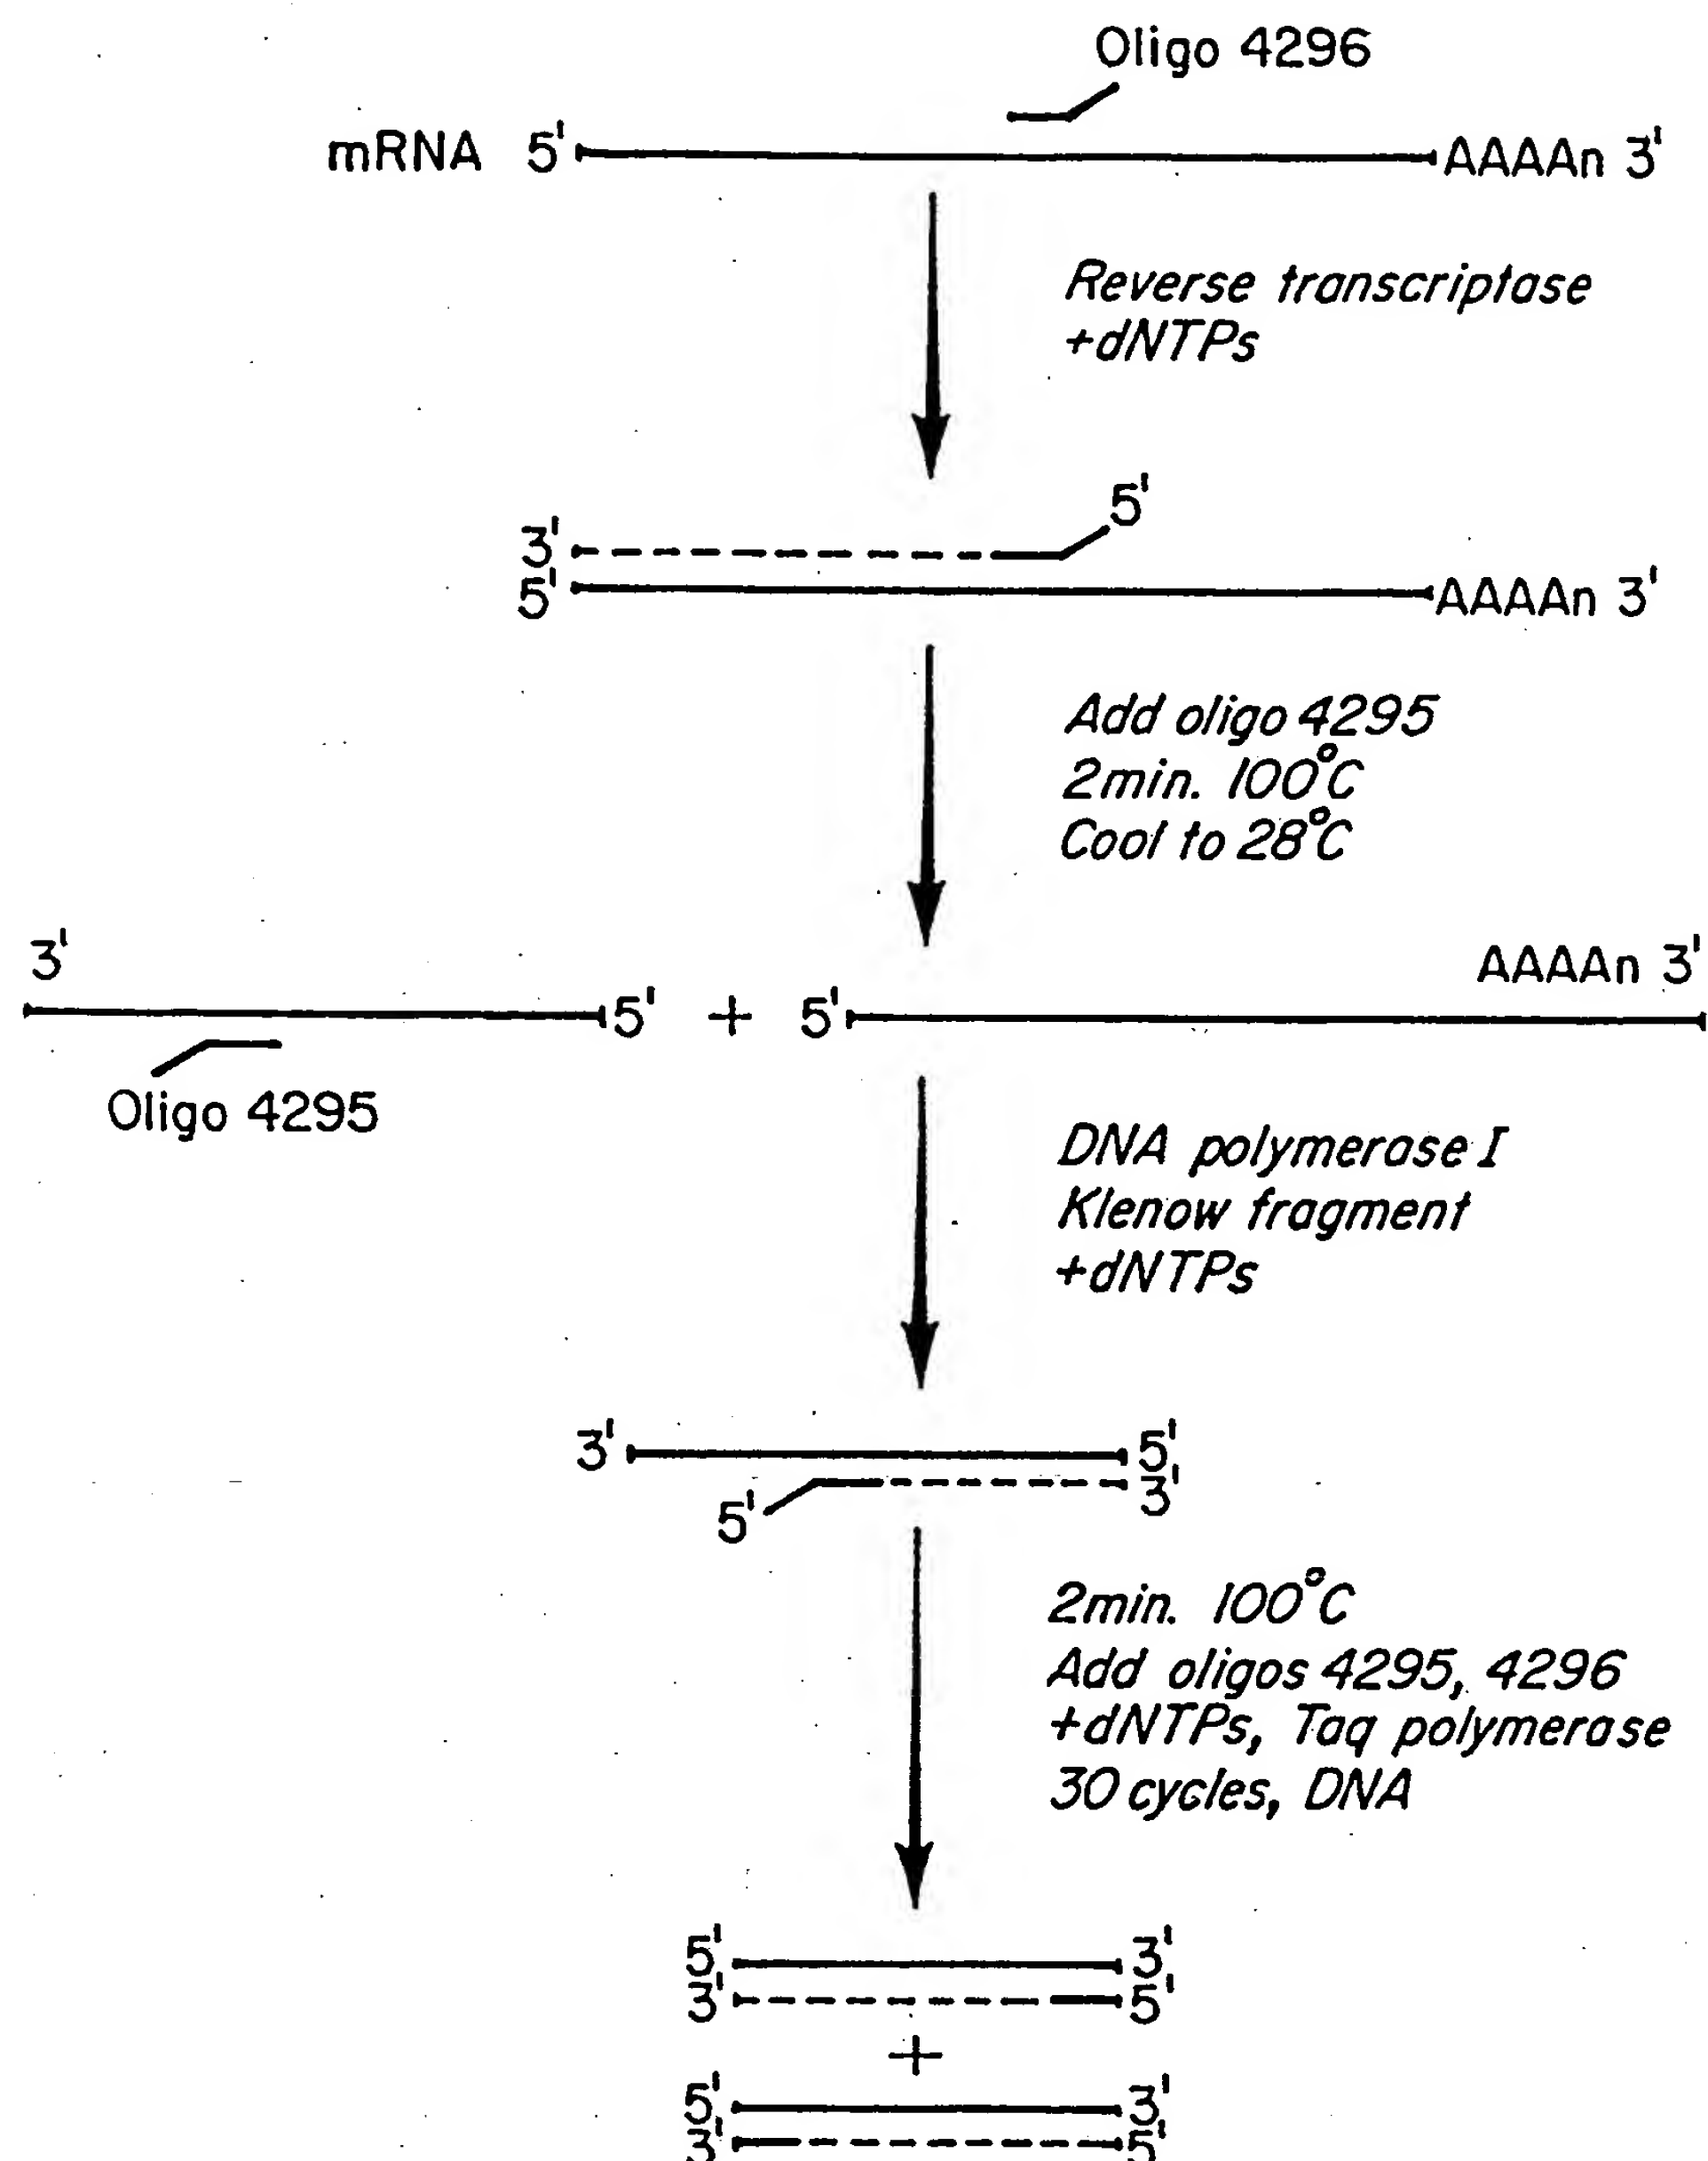 Oligo 4296
mRNA 5' AAAAn 3'
Reverse transcriptase
+dNTPs
5'
3'
5' AAAAn 3'
Add oligo 4295
2min. 100°C
Cool to 28°C
3' AAAAn 3'
5' + 5'
Oligo 4295
DNA polymerase I
Klenow fragment
+dNTPs
3' 5'
5' 3'
2min. 100°C
Add oligos 4295, 4296
+dNTPs, Taq polymerase
30 cycles, DNA
5' 3'
3' 5'
+
5' 3'
3' 5'